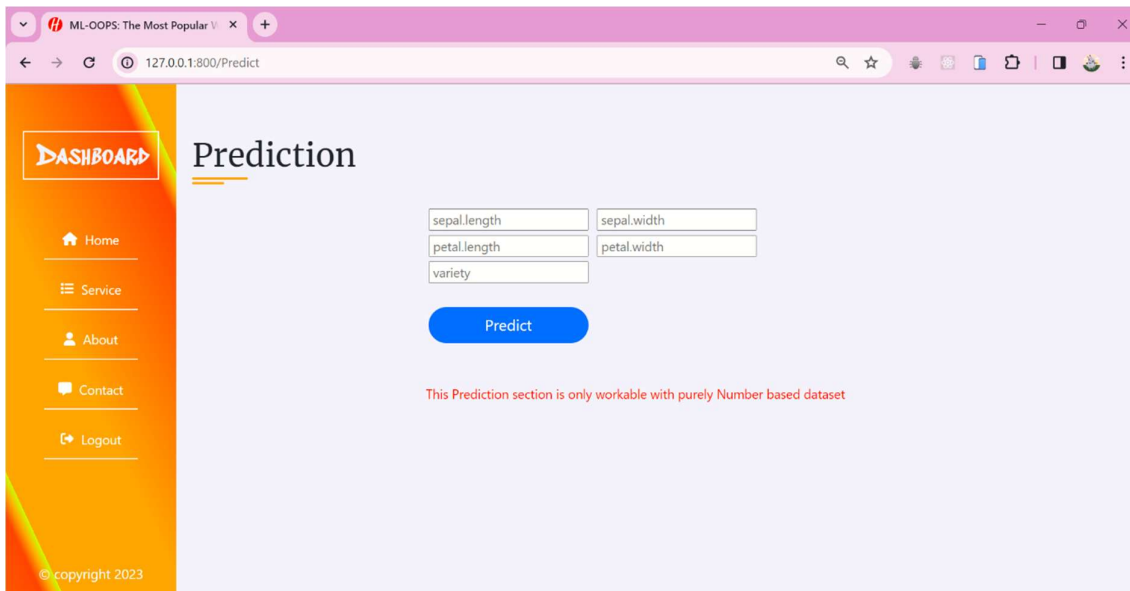 ML-OOPS: The Most Popular
127.0.0.1:800/Predict
DASHBOARD
Home
Service
About
Contact
Logout
© copyright 2023
Prediction
sepal.length sepal.width
petal.length petal.width
variety
Predict
This Prediction section is only workable with purely Number based dataset